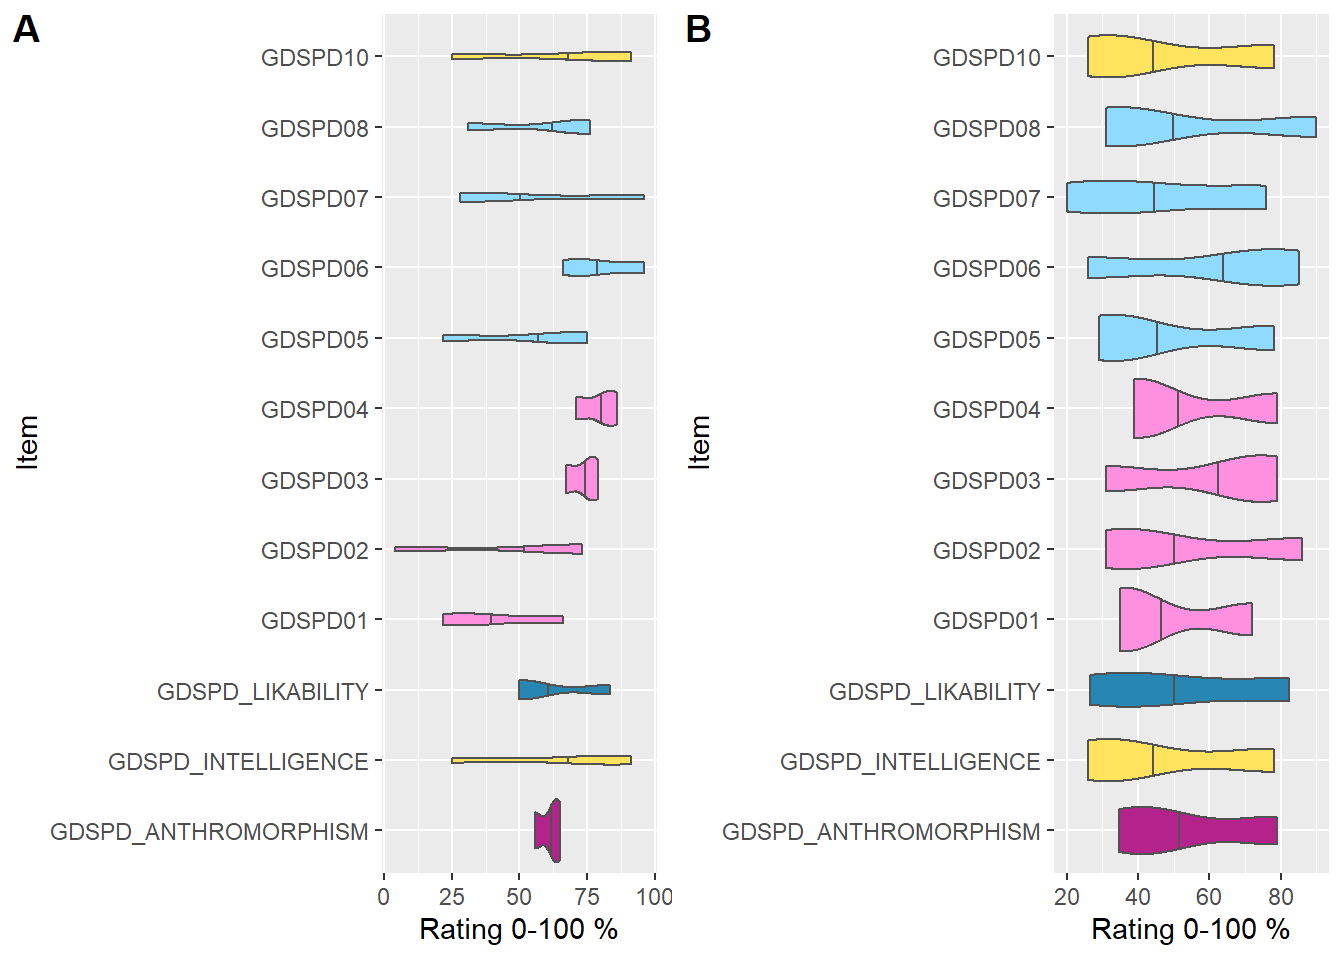 A
GDSPD10
GDSPD08
GDSPD07
GDSPD06
GDSPD05
GDSPD04
GDSPD03
GDSPD02
GDSPD01
GDSPD_LIKABILITY
GDSPD_INTELLIGENCE
GDSPD_ANTHROMORPHISM
Item
0 25 50 75 100
Rating 0-100 %
B
GDSPD10
GDSPD08
GDSPD07
GDSPD06
GDSPD05
GDSPD04
GDSPD03
GDSPD02
GDSPD01
GDSPD_LIKABILITY
GDSPD_INTELLIGENCE
GDSPD_ANTHROMORPHISM
Item
20 40 60 80
Rating 0-100 %